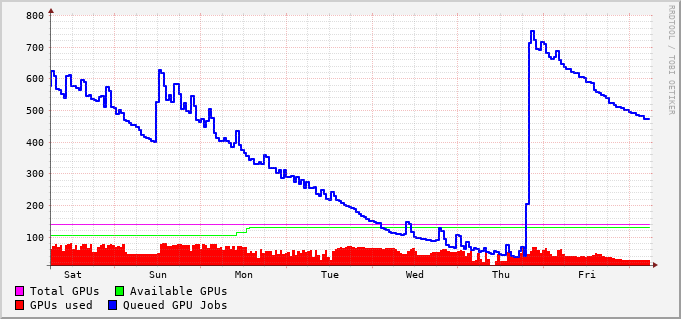 800
700
600
500
400
300
200
100
Sat Sun Mon Tue Wed Thu Fri
Total GPUs Available GPUs
GPUs used Queued GPU Jobs
RRDTOOL / TOBI OETIKER